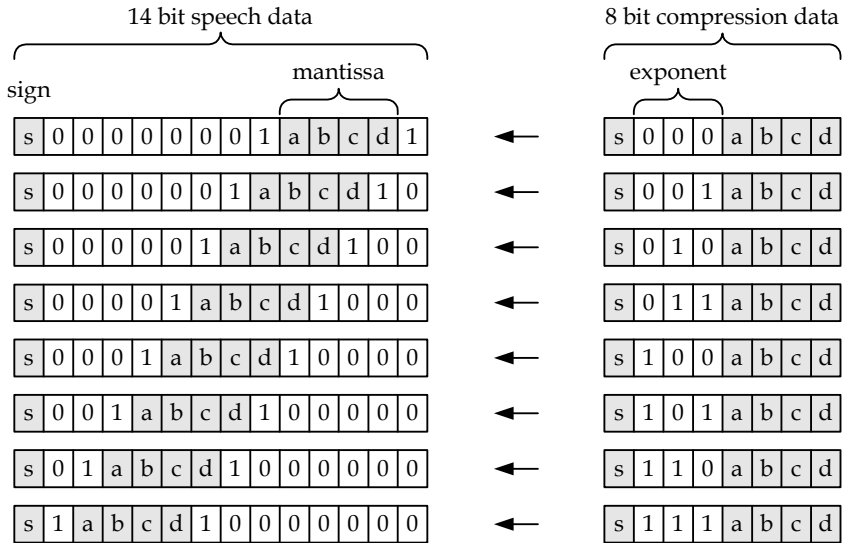 14 bit speech data 8 bit compression data
mantissa exponent
sign
s 0 0 0 0 0 0 0 1 a b c d 1 s 0 0 0 a b c d
s 0 0 0 0 0 0 1 a b c d 1 0 s 0 0 1 a b c d
s 0 0 0 0 0 1 a b c d 1 0 0 s 0 1 0 a b c d
s 0 0 0 0 1 a b c d 1 0 0 0 s 0 1 1 a b c d
s 0 0 0 1 a b c d 1 0 0 0 0 s 1 0 0 a b c d
s 0 0 1 a b c d 1 0 0 0 0 0 s 1 0 1 a b c d
s 0 1 a b c d 1 0 0 0 0 0 0 s 1 1 0 a b c d
s 1 a b c d 1 0 0 0 0 0 0 0 s 1 1 1 a b c d